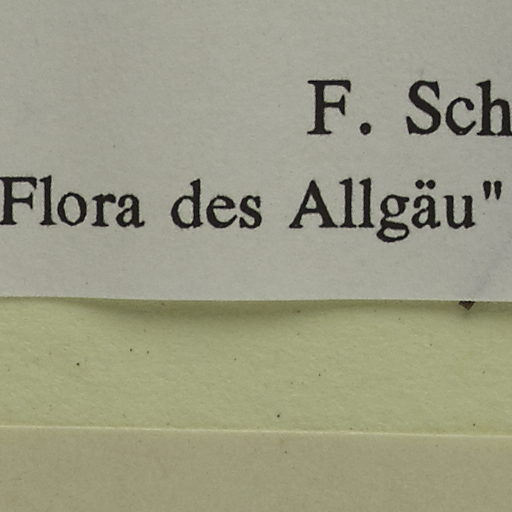 F. Sch
Flora des Allgäu"